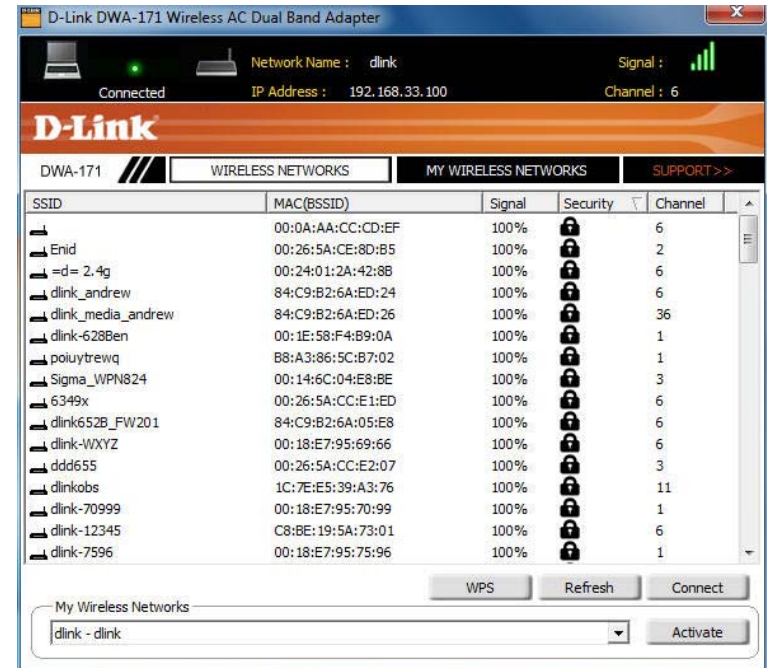 D-Link DWA-171 Wireless AC Dual Band Adapter
Network Name : dlink Signal :
Connected IP Address : 192.168.33.100 Channel : 6
D-Link
DWA-171 WIRELESS NETWORKS MY WIRELESS NETWORKS SUPPORT>>
SSID MAC(BSSID) Signal Security Channel
00:0A:AA:CC:CD:EF 100% 6
Enid 00:26:5A:CE:8D:B5 100% 2
=d= 2.4g 00:24:01:2A:42:8B 100% 6
dlink_andrew 84:C9:B2:6A:ED:24 100% 6
dlink_media_andrew 84:C9:B2:6A:ED:26 100% 36
dlink-628Ben 00:1E:58:F4:B9:0A 100% 1
poiuytrewq B8:A3:86:5C:B7:02 100% 1
Sigma_WPN824 00:14:6C:04:E8:BE 100% 3
6349x 00:26:5A:CC:E1:ED 100% 6
dlink652B_FW201 84:C9:B2:6A:05:E8 100% 6
dlink-WXYZ 00:18:E7:95:69:66 100% 6
ddd655 00:26:5A:CC:E2:07 100% 3
dlinkobs 1C:7E:E5:39:A3:76 100% 11
dlink-70999 00:18:E7:95:70:99 100% 1
dlink-12345 C8:BE:19:5A:73:01 100% 6
dlink-7596 00:18:E7:95:75:96 100% 1
WPS Refresh Connect
My Wireless Networks
dlink - dlink Activate